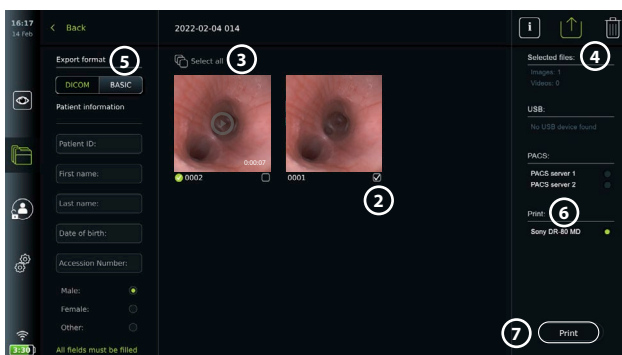 16:17
14 Feb
< Back
2022-02-04 014
i
Export format
5
DICOM BASIC
Patient information
Patient ID:
First name:
Last name:
Date of birth:
Accession Number:
Male:
Female:
Other:
All fields must be filled
Select all
3
0:00:07
0002
0001
2
Selected files:
4
Images: 1
Videos: 0
USB:
No USB device found
PACS:
PACS server 1
PACS server 2
Print:
6
Sony DR-80 MD
7
Print
3:30